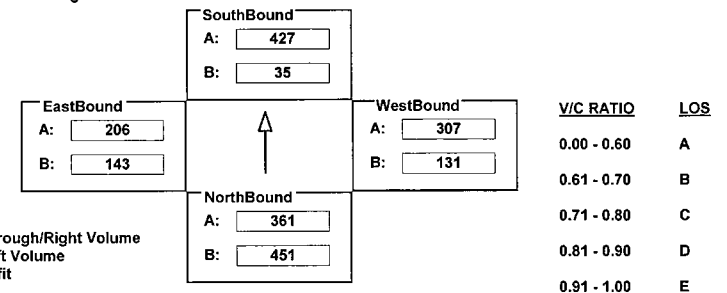 SouthBound
A: 427
B: 35
EastBound
A: 206
B: 143
WestBound
A: 307
B: 131
NorthBound
A: 361
B: 451
V/C RATIO LOS
0.00 - 0.60 A
0.61 - 0.70 B
0.71 - 0.80 C
0.81 - 0.90 D
0.91 - 1.00 E
rough/Right Volume
ft Volume
fit